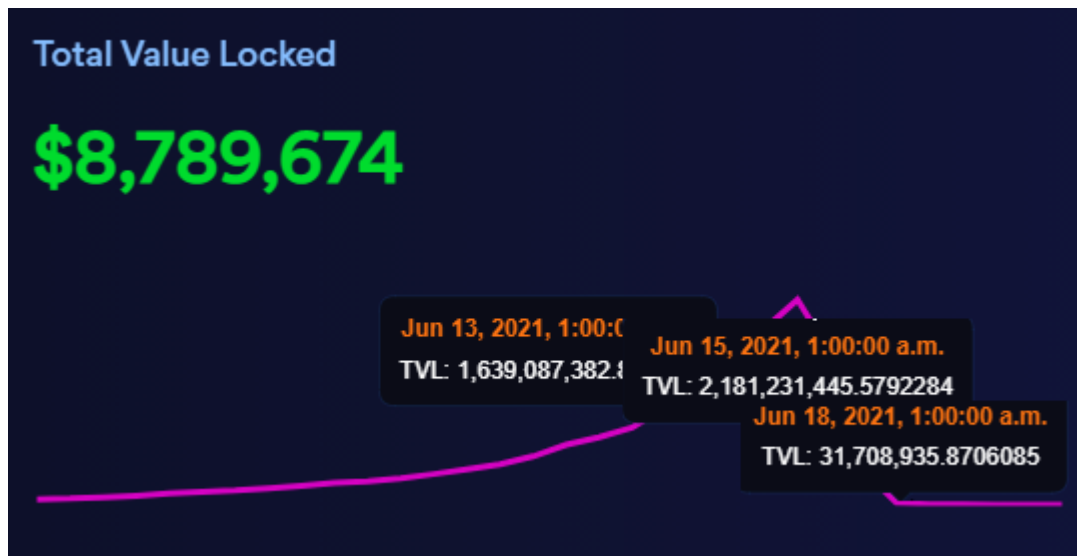 Total Value Locked
$8,789,674
Jun 13, 2021, 1:00:
TVL: 1,639,087,382.
Jun 15, 2021, 1:00:00 a.m.
TVL: 2,181,231,445.5792284
Jun 18, 2021, 1:00:00 a.m.
TVL: 31,708,935.8706085